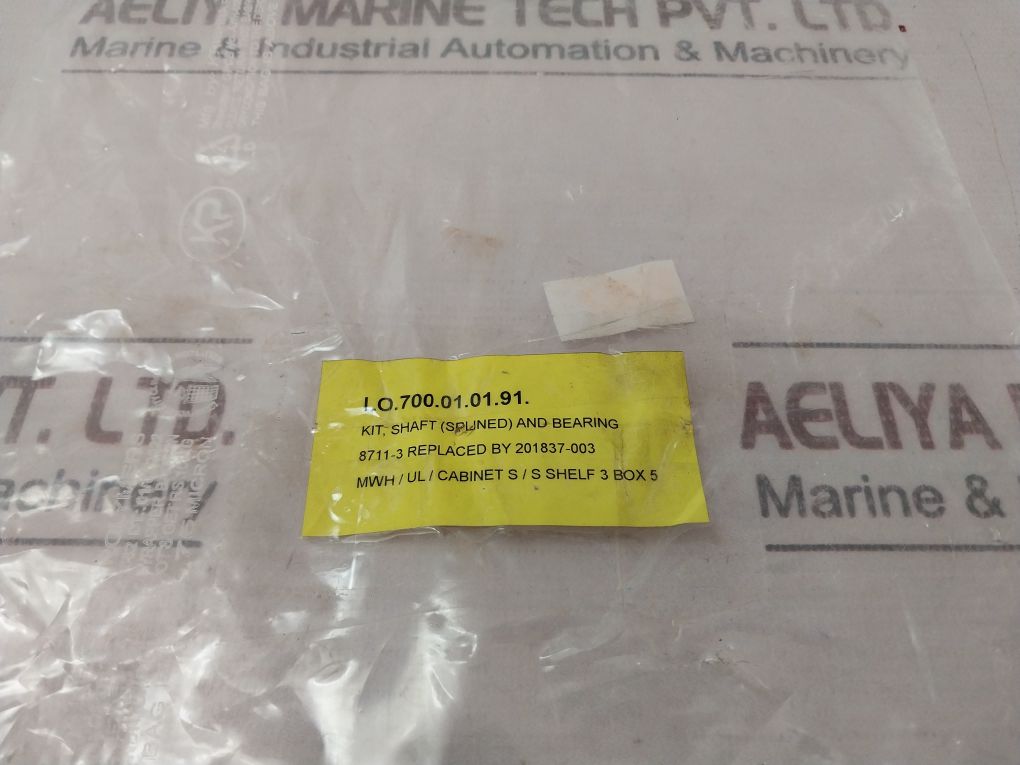 AELIYA MARINE TECH PVT. LTD.
Marine & Industrial Automation & Machinery
I.O.700.01.01.91.
KIT, SHAFT (SPLINED) AND BEARING
8711-3 REPLACED BY 201837-003
MWH / UL / CABINET S / S SHELF 3 BOX 5
T. LTD.
achinery
AELIYA
Marine &